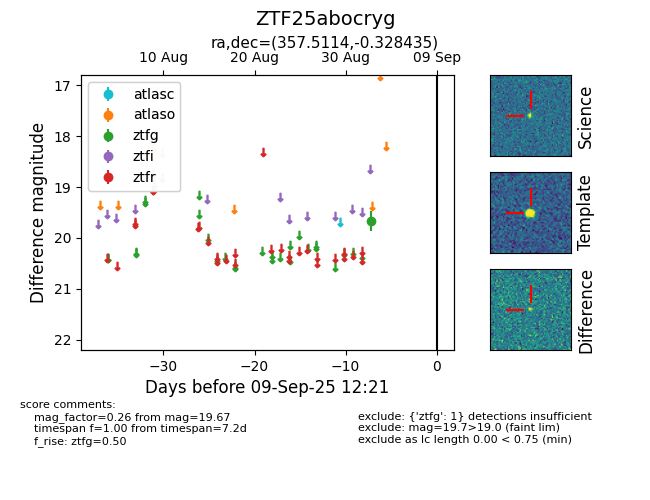 ZTF25abocryg
ra,dec=(357.5114,-0.328435)
10 Aug 20 Aug 30 Aug 09 Sep
17
18
19
20
21
22
Difference magnitude
atlasc
atlaso
ztfg
ztfi
ztfr
−30 −20 −10 0
Days before 09-Sep-25 12:21
Science
Template
Difference
score comments:
mag_factor=0.26 from mag=19.67
timespan f=1.00 from timespan=7.2d
f_rise: ztfg=0.50
exclude: {'ztfg': 1} detections insufficient
exclude: mag=19.7>19.0 (faint lim)
exclude as lc length 0.00 < 0.75 (min)